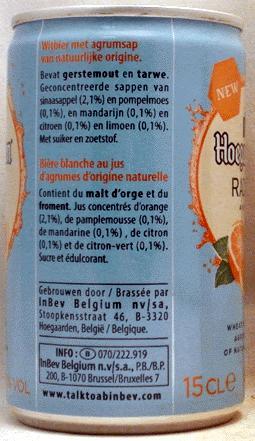 Witbier met agrumsap
van natuurlijke origine.
Bevat gerstemout en tarwe.
Geconcentreerde sappen van
sinaasappel (2,1%) en pompelmoes
(0,1%), en mandarijn (0,1%) en
citroen (0,1%) en limoen (0,1%).
Met suiker en zoetstof.
Bière blanche au jus
d'agrumes d'origine naturelle
Contient du malt d'orge et du
froment. Jus concentrés d'orange
(2,1%), de pamplemousse (0,1%),
de mandarine (0,1%) , de citron
(0,1%) et de citron-vert (0,1%).
Sucre et édulcorant.
Gebrouwen door / Brassée par
InBev Belgium nv/sa,
Stoopkensstraat 46, B-3320
Hoegaarden, België / Belgique.
INFO: B 070/222.919
InBev Belgium n.v/s.a., P.B./B.P.
200, B-1070 Brussel/Bruxelles 7
www.talktoabinbev.com
NEW
Hoeg
RA
15CLe
VOL
WHEAT